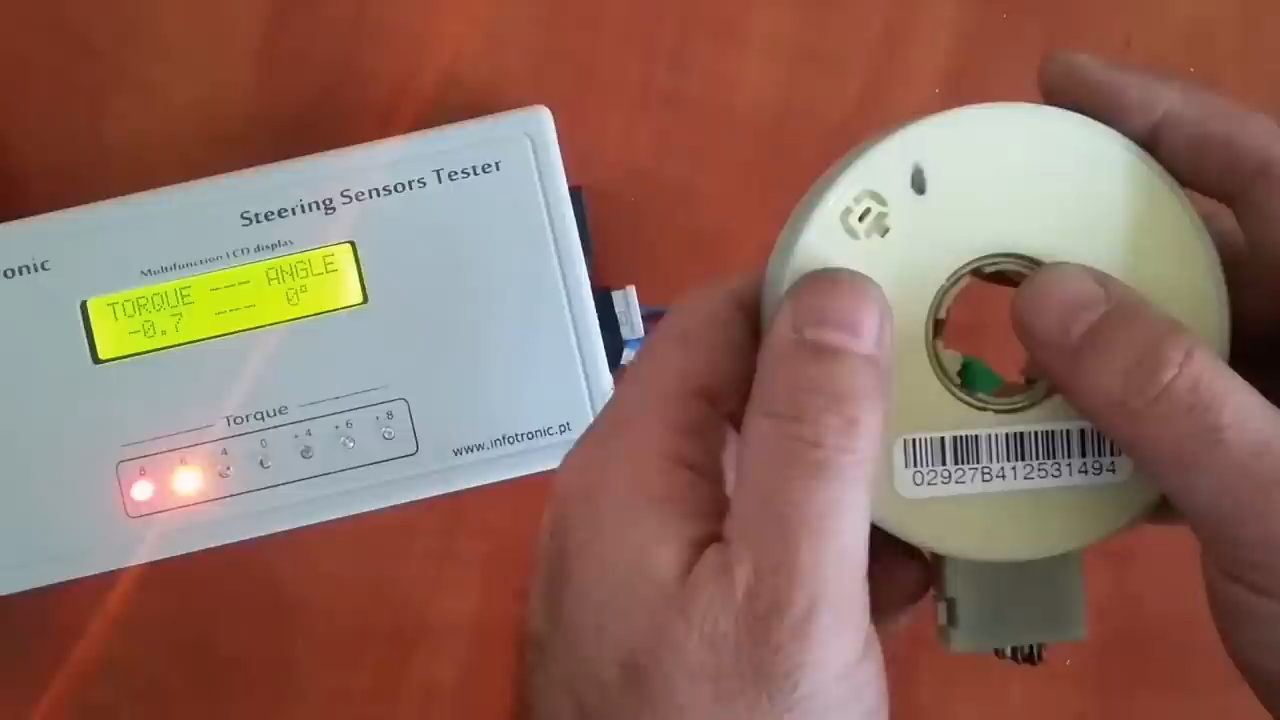 Steering Sensors Tester
ronic
Multifunction LCD display
TORQUE --- ANGLE
-0.7 --- 0°
Torque
8 6 4 0 +4 +6 +8
www.infotronic.pt
02927B412531494